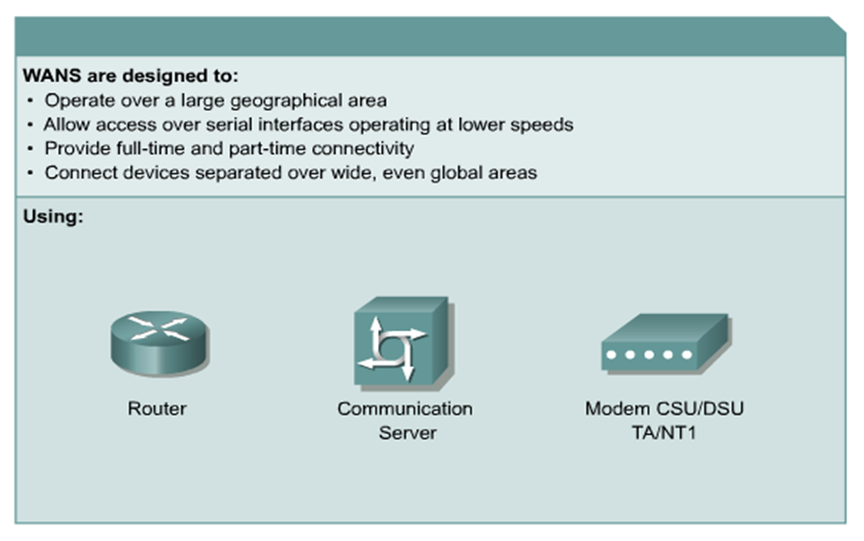 WANS are designed to:
• Operate over a large geographical area
• Allow access over serial interfaces operating at lower speeds
• Provide full-time and part-time connectivity
• Connect devices separated over wide, even global areas
Using:
Router
Communication
Server
Modem CSU/DSU
TA/NT1